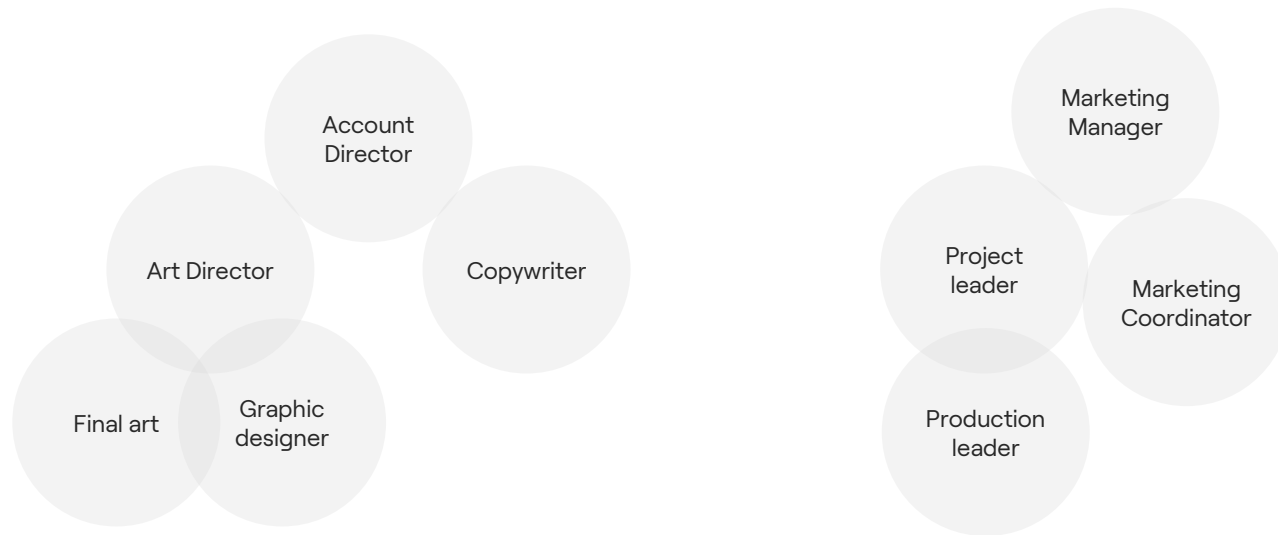 Account
Director
Art Director
Copywriter
Final art
Graphic
designer
Marketing
Manager
Project
leader
Marketing
Coordinator
Production
leader